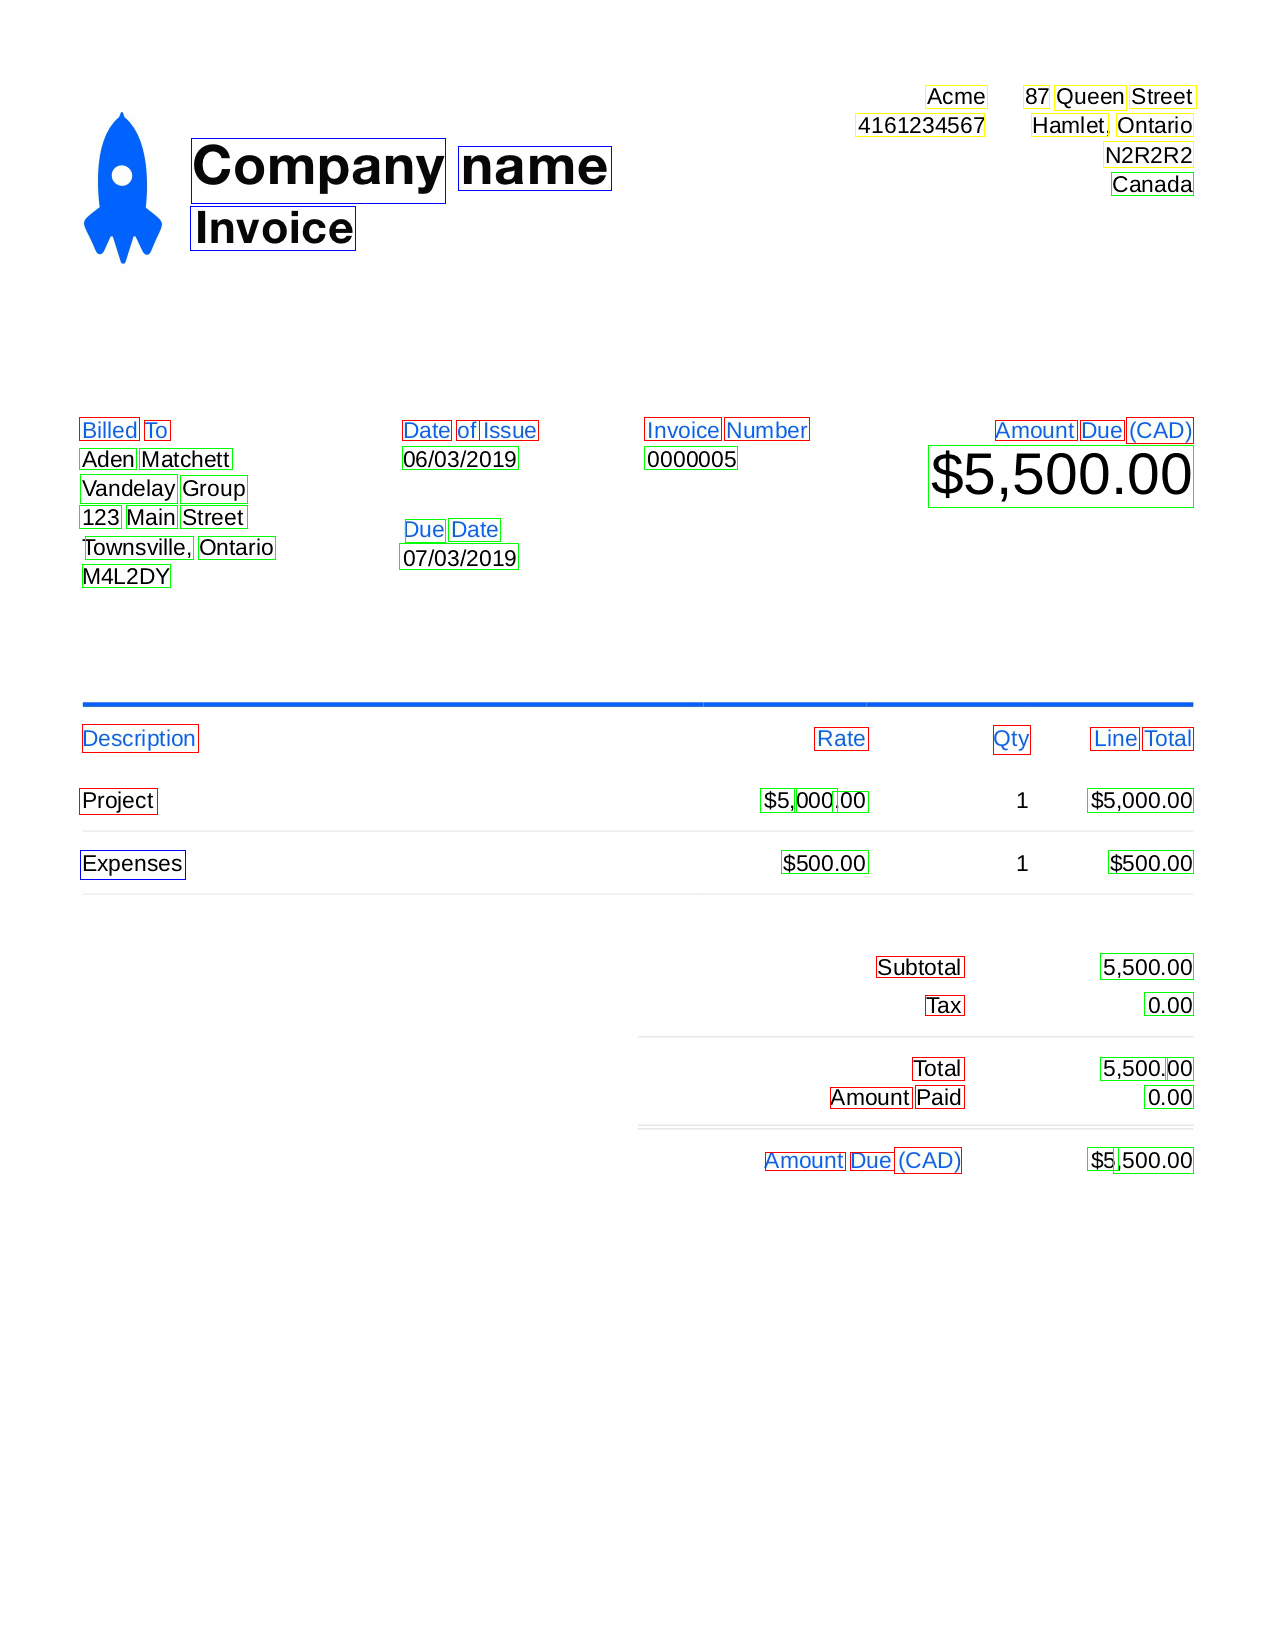 Acme 87 Queen Street
4161234567 Hamlet, Ontario
N2R2R2
Canada
Company name
Invoice
Billed To
Aden Matchett
Vandelay Group
123 Main Street
Townsville, Ontario
M4L2DY
Date of Issue
06/03/2019
Due Date
07/03/2019
Invoice Number
0000005
Amount Due (CAD)
$5,500.00
Description Rate Qty Line Total
Project $5,000.00 1 $5,000.00
Expenses $500.00 1 $500.00
Subtotal 5,500.00
Tax 0.00
Total 5,500.00
Amount Paid 0.00
Amount Due (CAD) $5,500.00